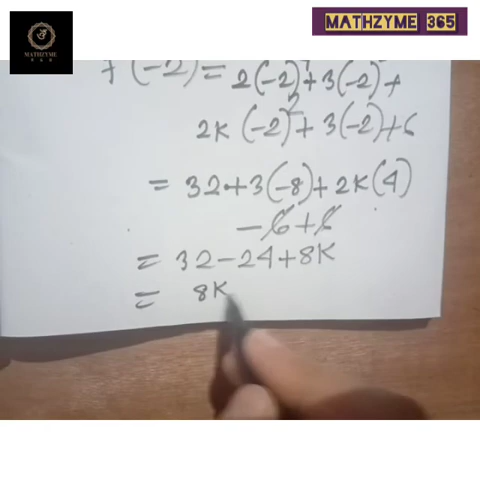 MATHZYME 365
MATHZYME
f(-2) = 2(-2)⁴+3(-2)³+
2K(-2)²+3(-2)+6
= 32+3(-8)+2K(4)
-6+6
= 32-24+8K
= 8K